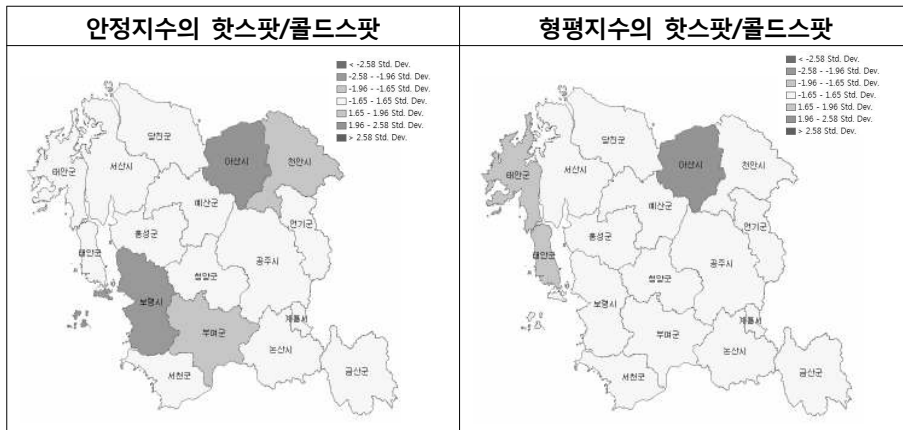 안정지수의 핫스팟/콜드스팟
< -2.58 Std. Dev.
-2.58 - -1.96 Std. Dev.
-1.96 - -1.65 Std. Dev.
-1.65 - 1.65 Std. Dev.
1.65 - 1.96 Std. Dev.
1.96 - 2.58 Std. Dev.
> 2.58 Std. Dev.
당진군
아산시
천안시
서산시
태안군
예산군
연기군
홍성군
태안군
공주시
청양군
보령시
계룡시
부여군
논산시
서천군
금산군
형평지수의 핫스팟/콜드스팟
< -2.58 Std. Dev.
-2.58 - -1.96 Std. Dev.
-1.96 - -1.65 Std. Dev.
-1.65 - 1.65 Std. Dev.
1.65 - 1.96 Std. Dev.
1.96 - 2.58 Std. Dev.
> 2.58 Std. Dev.
당진군
아산시
천안시
서산시
태안군
예산군
연기군
홍성군
태안군
공주시
청양군
보령시
계룡시
부여군
논산시
서천군
금산군